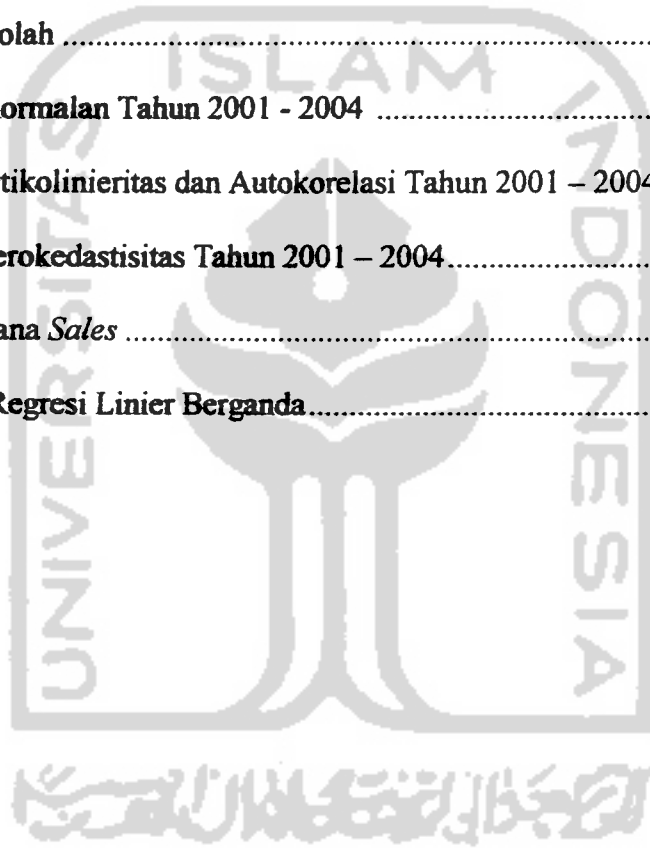 olah ........................................................................
ormalan Tahun 2001 - 2004 ...................................
tikolinieritas dan Autokorelasi Tahun 2001 – 2004
erokedastisitas Tahun 2001 – 2004..........................
ana Sales ................................................................
Regresi Linier Berganda...........................................
ISLAM
UNIVERSITAS
INDONESIA